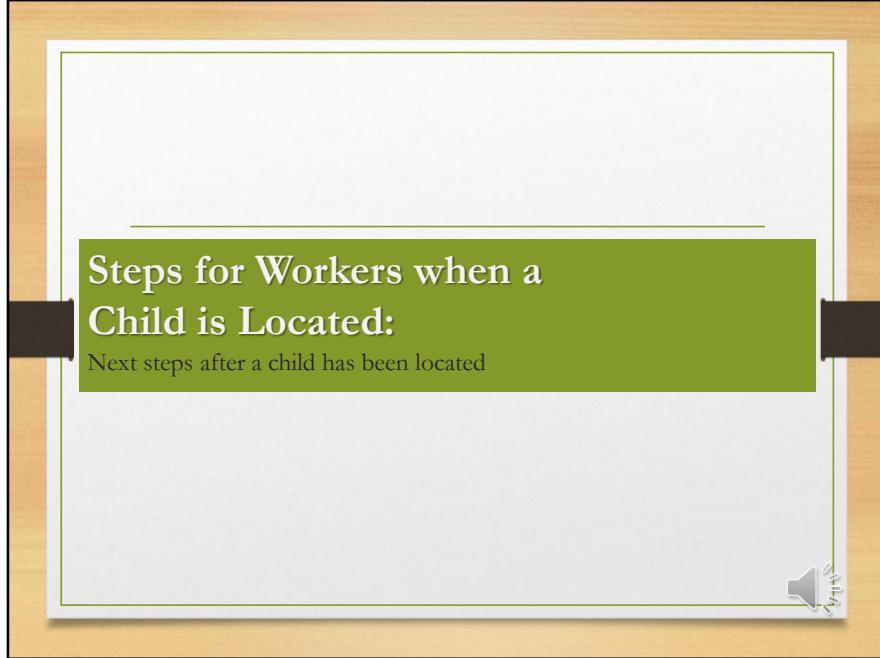 Steps for Workers when a
Child is Located:
Next steps after a child has been located